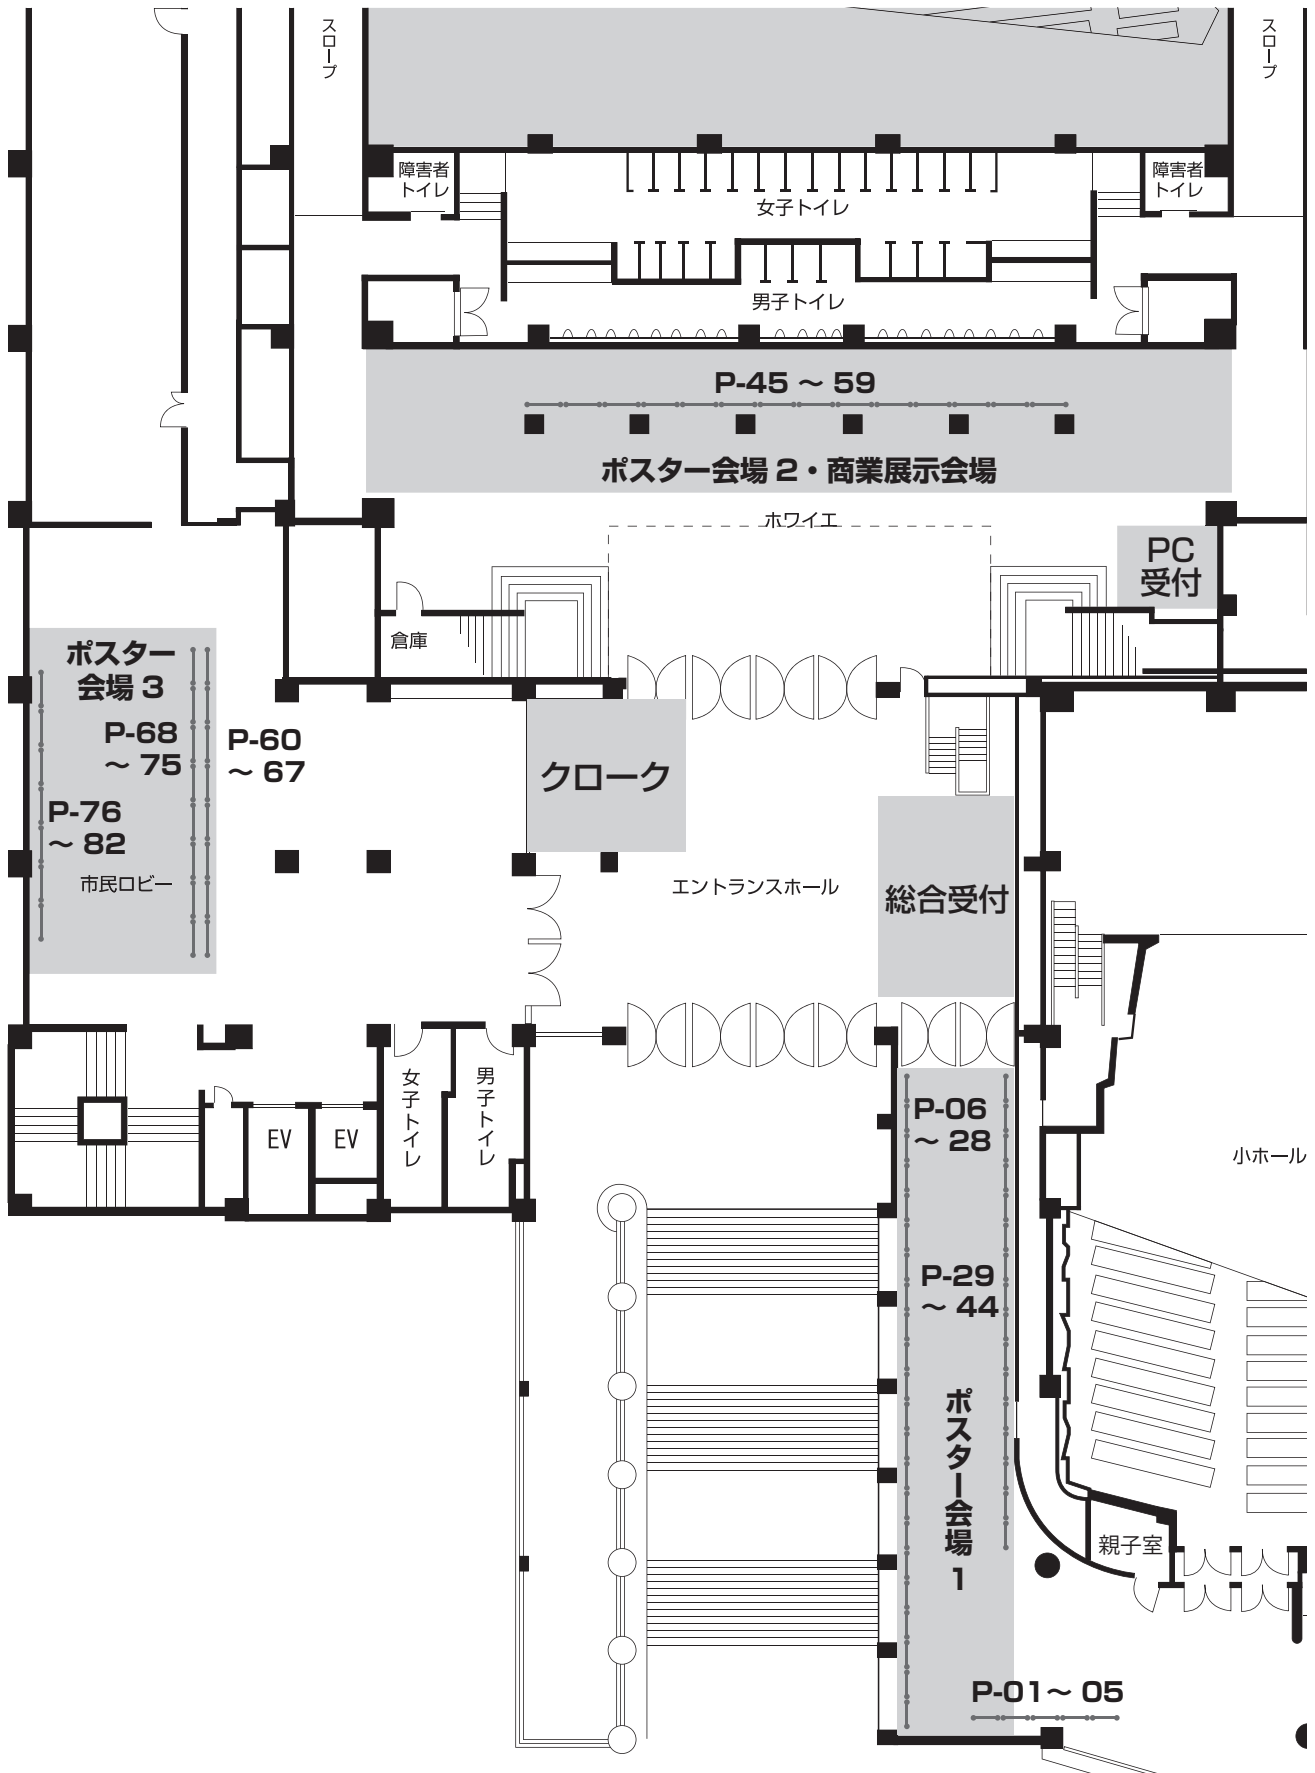 スロープ
スロープ
障害者
トイレ
障害者
トイレ
女子トイレ
男子トイレ
P-45 ～ 59
ポスター会場 2・商業展示会場
ホワイエ
PC
受付
倉庫
ポスター
会場 3
P-68
～ 75
P-60
～ 67
P-76
～ 82
市民ロビー
クローク
エントランスホール
総合受付
女子トイレ
男子トイレ
EV
EV
P-06
～ 28
小ホール
P-29
～ 44
ポスター会場 1
親子室
P-01～ 05